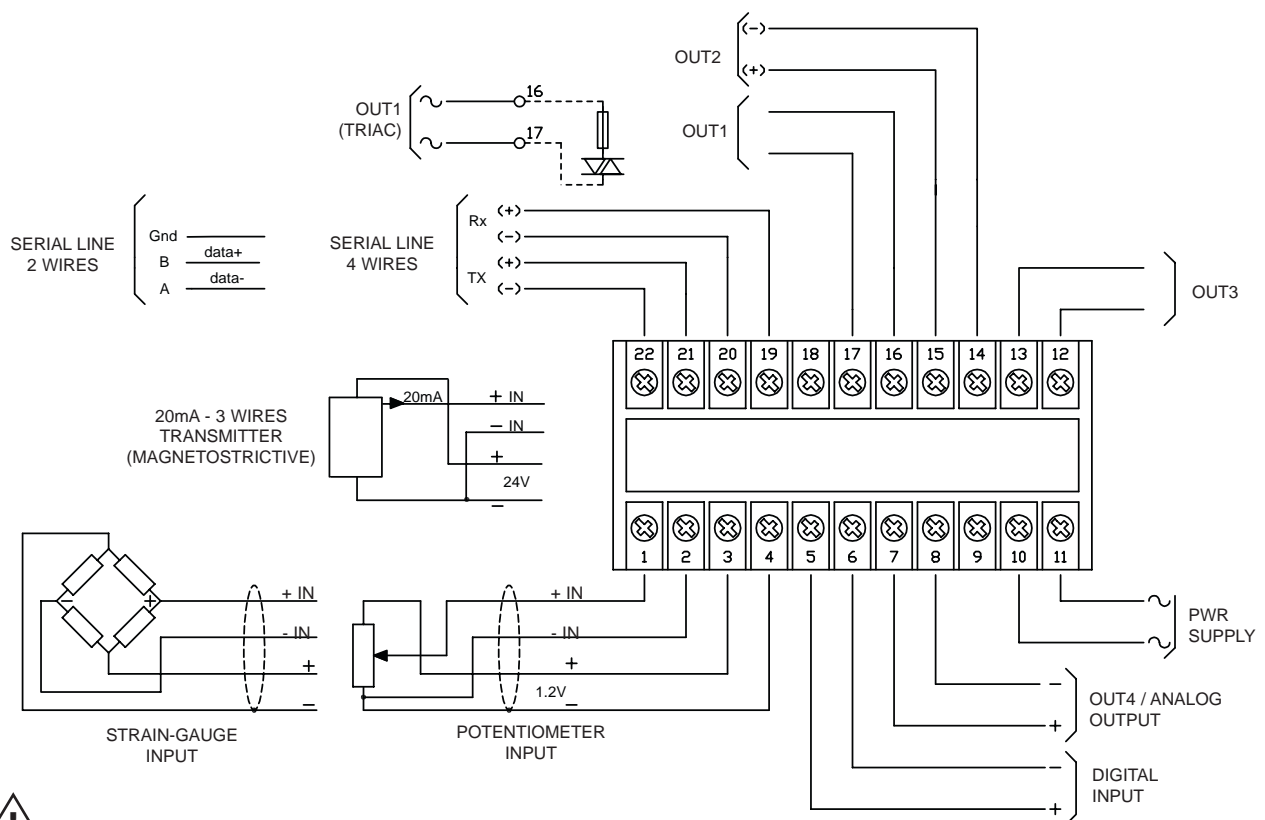 OUT2
(-)
(+)
OUT1
(TRIAC)
16
17
OUT1
SERIAL LINE
2 WIRES
Gnd
B data+
A data-
SERIAL LINE
4 WIRES
Rx (+)
(-)
TX (+)
(-)
OUT3
22 21 20 19 18 17 16 15 14 13 12
20mA - 3 WIRES
TRANSMITTER
(MAGNETOSTRICTIVE)
20mA
+ IN
- IN
+
24V
-
1 2 3 4 5 6 7 8 9 10 11
- +
+ IN
- IN
+
-
STRAIN-GAUGE
INPUT
+ IN
- IN
+
1.2V
-
POTENTIOMETER
INPUT
PWR
SUPPLY
-
+
OUT4 / ANALOG
OUTPUT
-
+
DIGITAL
INPUT